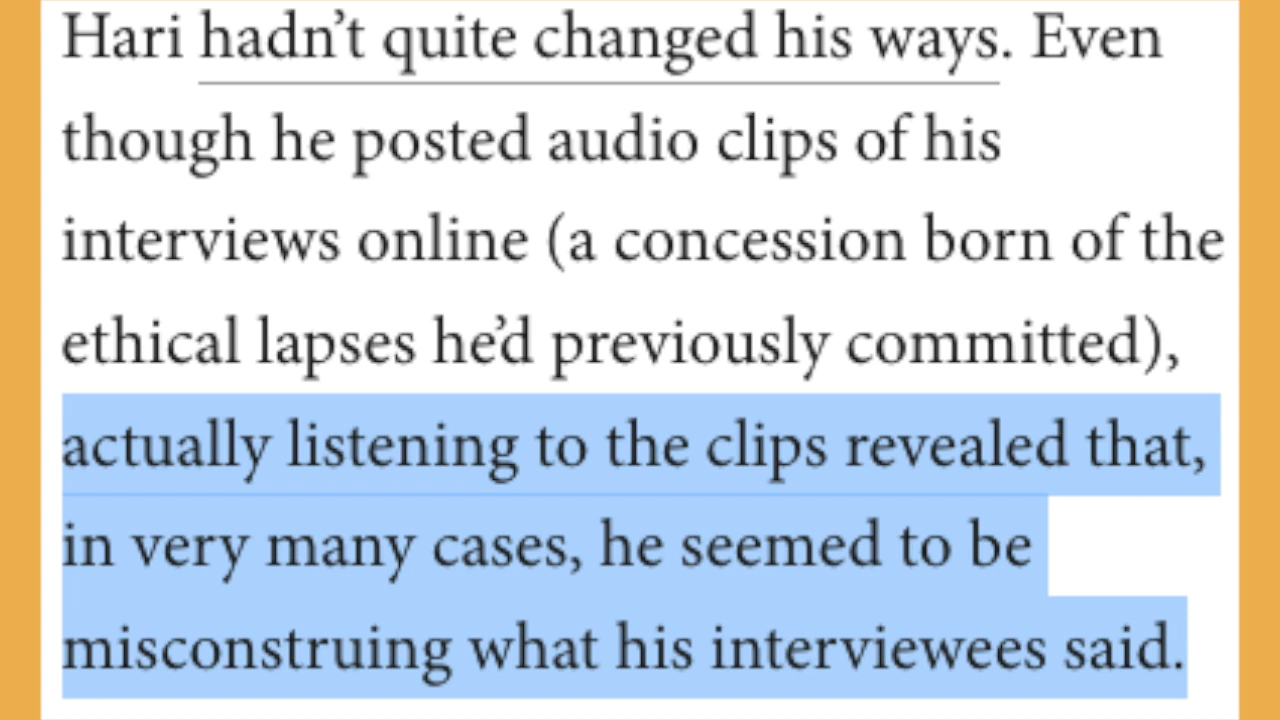 Hari hadn’t quite changed his ways. Even
though he posted audio clips of his
interviews online (a concession born of the
ethical lapses he’d previously committed),
actually listening to the clips revealed that,
in very many cases, he seemed to be
misconstruing what his interviewees said.